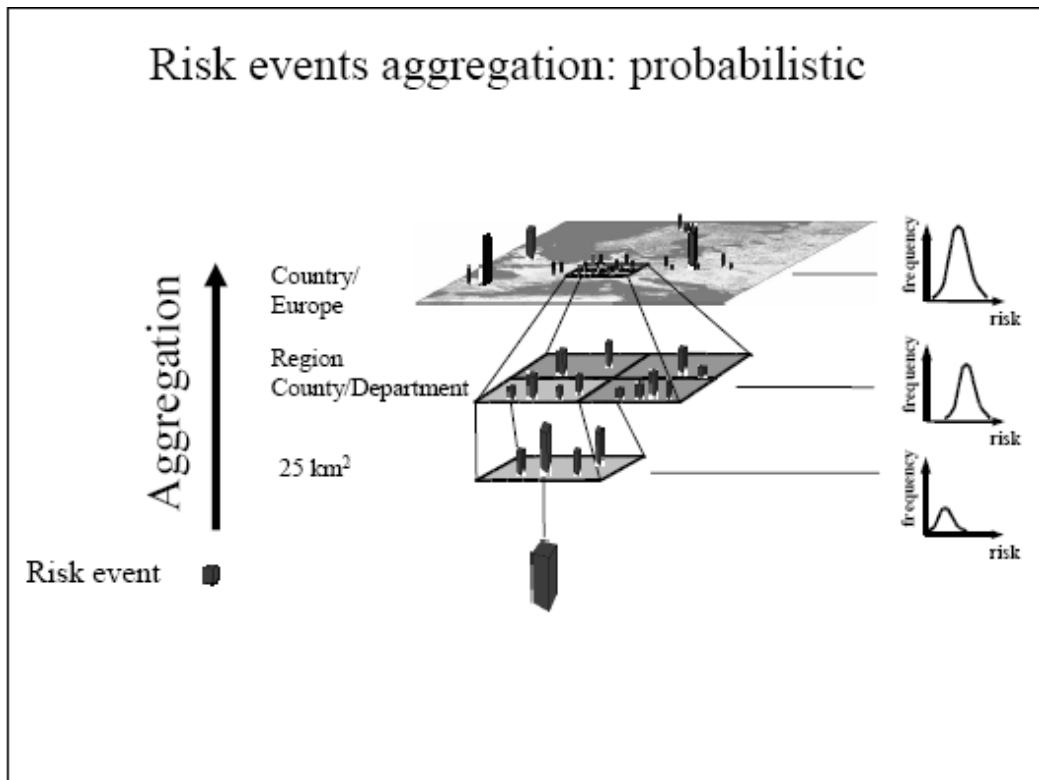 Risk events aggregation: probabilistic
Aggregation
Country/
Europe
Region
County/Department
25 km²
Risk event
frequency
risk
frequency
risk
frequency
risk